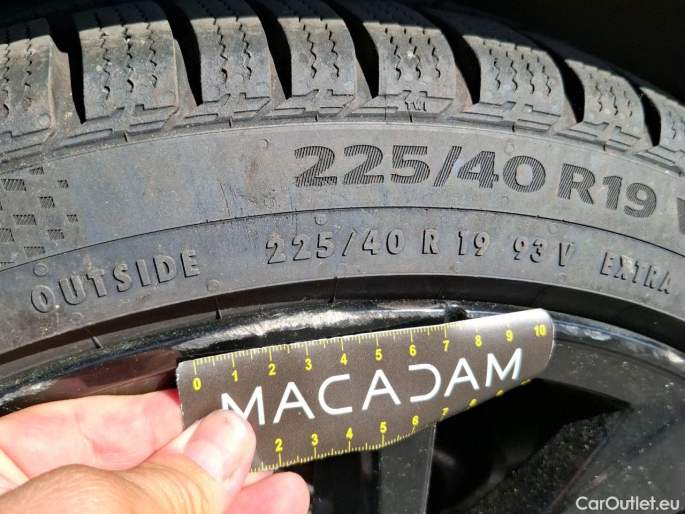 TWI
225/40 R19
OUTSIDE 225/40 R 19 93 V EXTRA
0 1 2 3 4 5 6 7 8 9 10
MACADAM
2 3 4 5 6 7 8
CarOutlet.eu